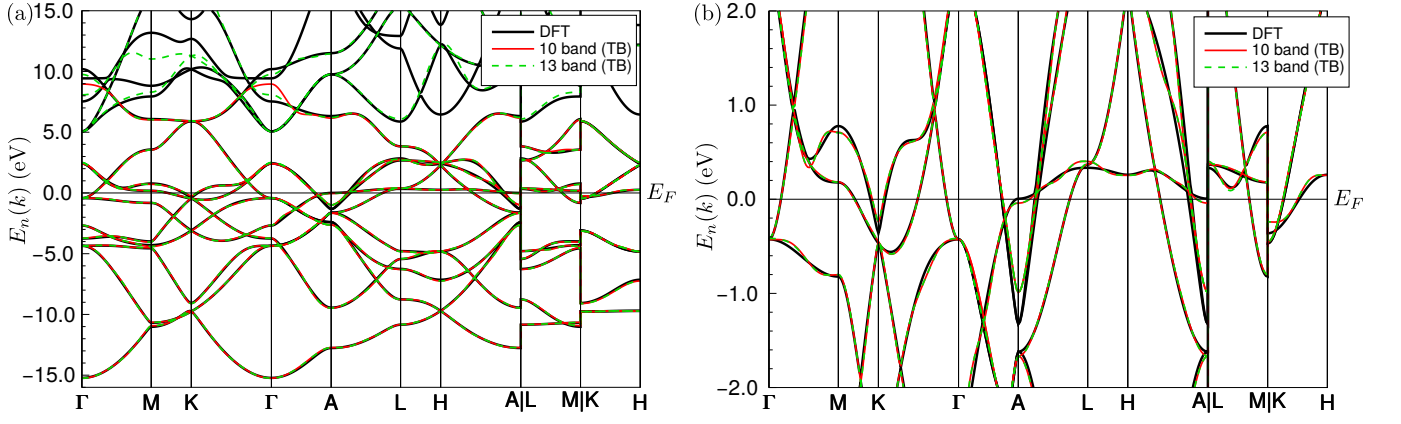 (a)
15.0
10.0
5.0
0.0
−5.0
−10.0
−15.0
E_n(k) (eV)
DFT
10 band (TB)
13 band (TB)
E_F
Γ M K Γ A L H A|L M|K H
(b)
2.0
1.0
0.0
−1.0
−2.0
E_n(k) (eV)
DFT
10 band (TB)
13 band (TB)
E_F
Γ M K Γ A L H A|L M|K H